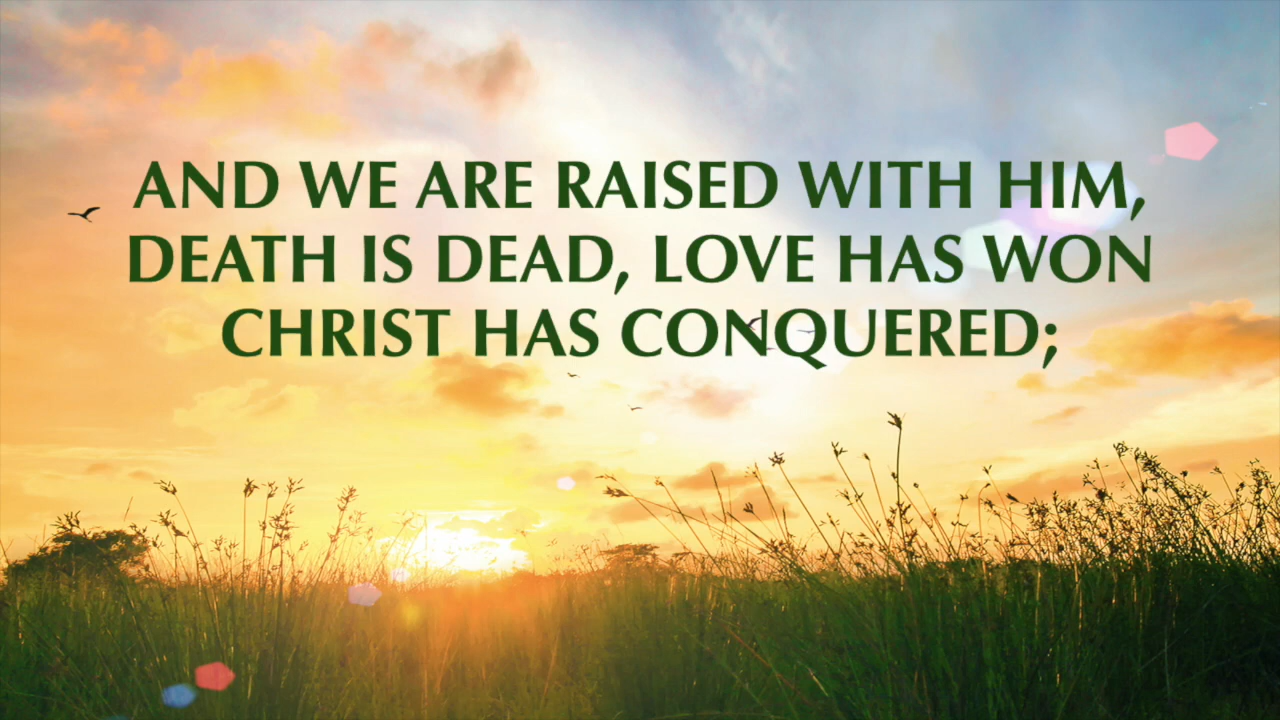 AND WE ARE RAISED WITH HIM,
DEATH IS DEAD, LOVE HAS WON
CHRIST HAS CONQUERED;